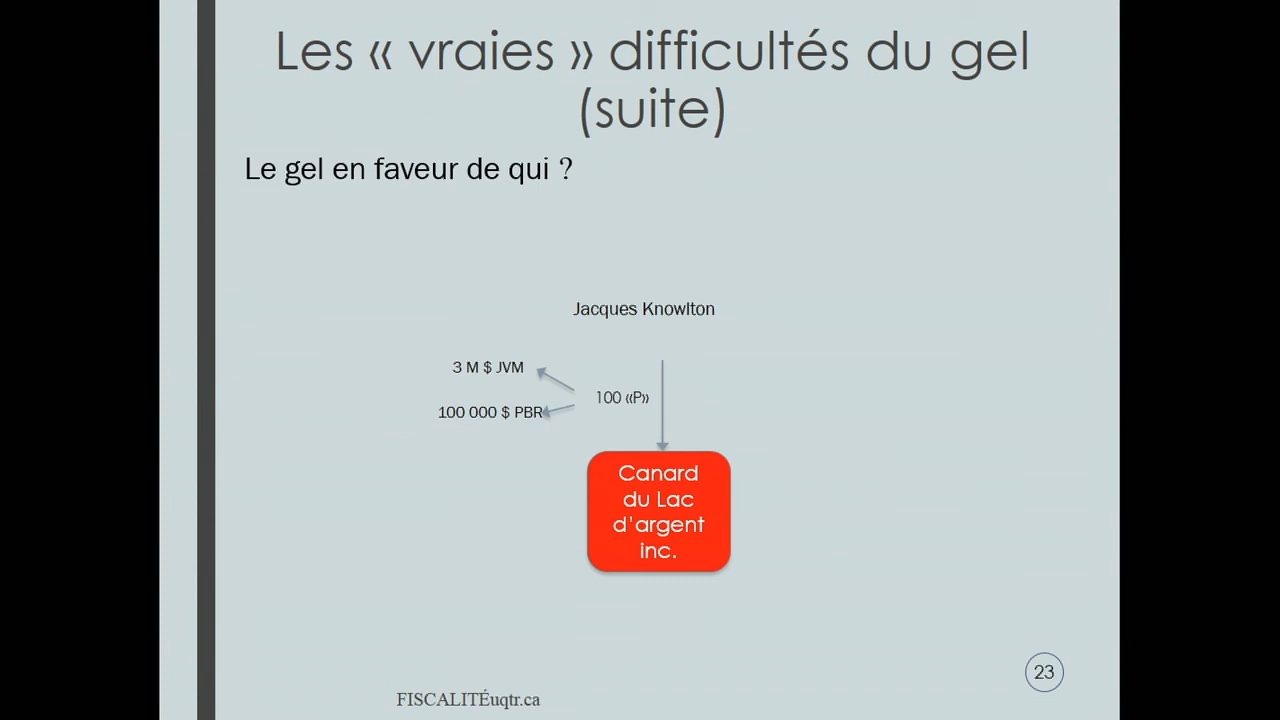 Les « vraies » difficultés du gel
(suite)
Le gel en faveur de qui ?
Jacques Knowlton
3 M $ JVM
100 «P»
100 000 $ PBR
Canard
du Lac
d'argent
inc.
23
FISCALITÉuqtr.ca